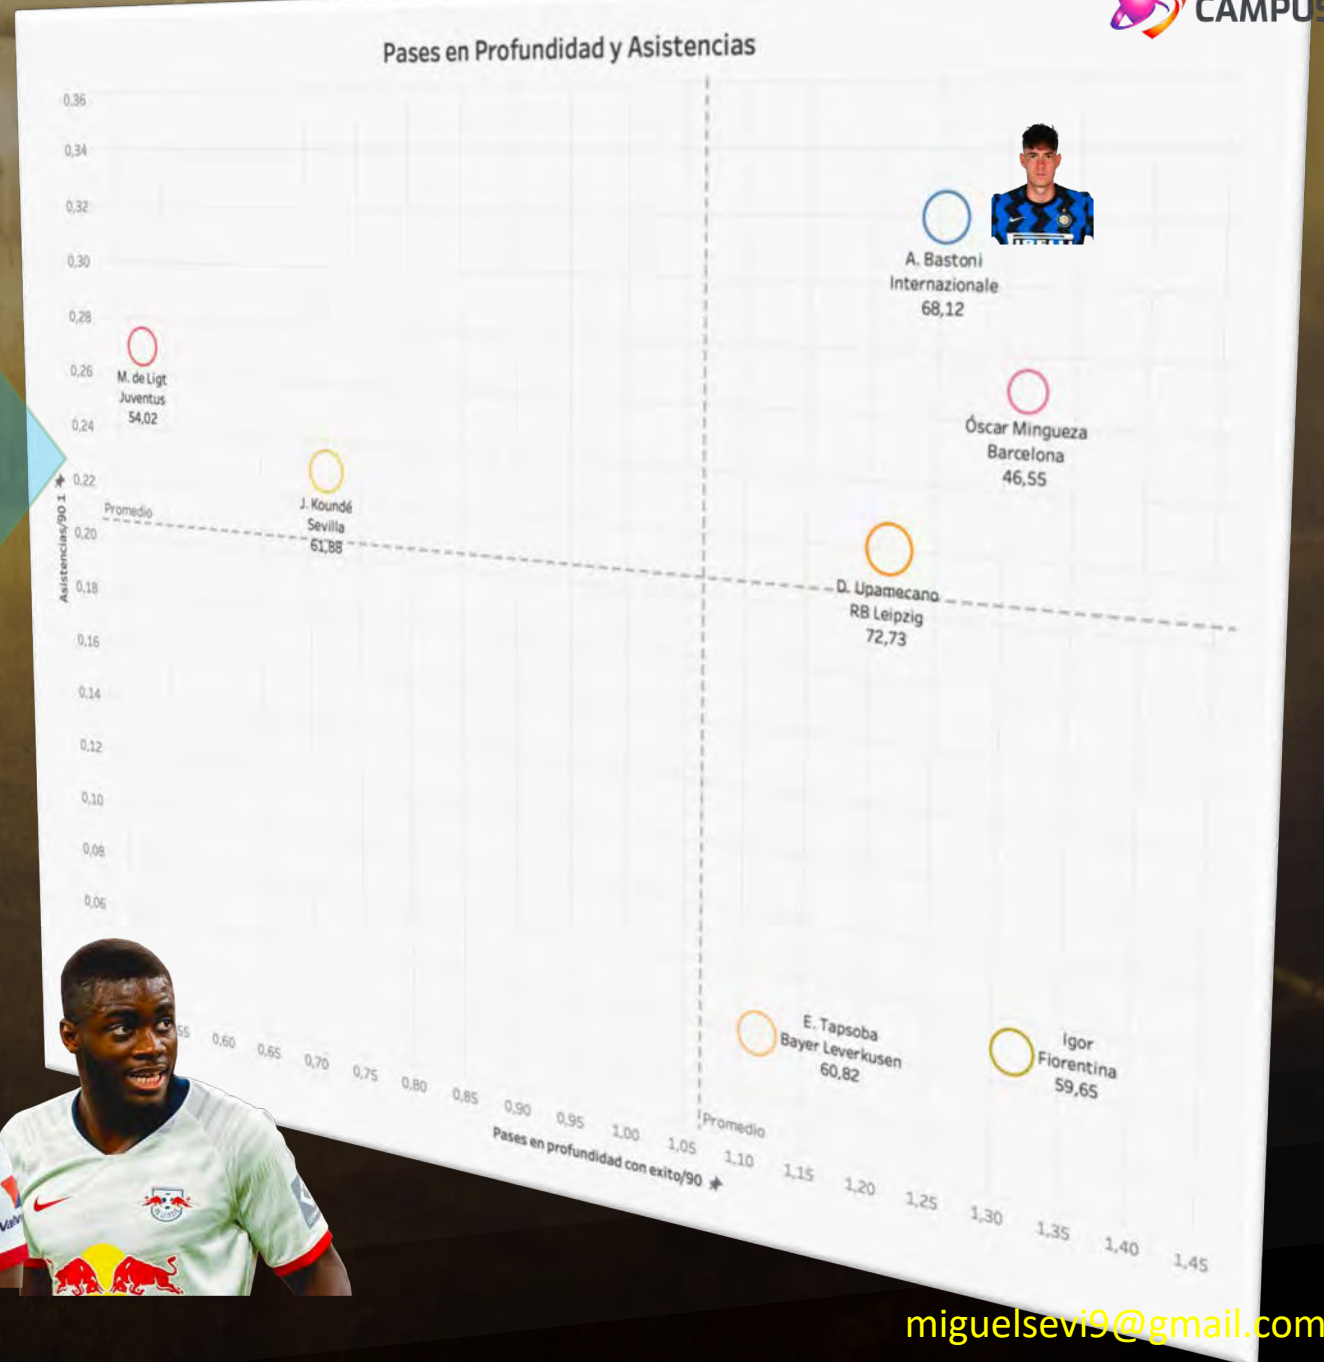 CAMPUS
Pases en Profundidad y Asistencias
0,36
0,34
0,32
0,30
0,28
0,26
0,24
0,22
0,20
0,18
0,16
0,14
0,12
0,10
0,08
0,06
Asistencias/90 1
A. Bastoni
Internazionale
68,12
M. de Ligt
Juventus
54,02
Óscar Mingueza
Barcelona
46,55
J. Koundé
Sevilla
61,88
Promedio
D. Upamecano
RB Leipzig
72,73
E. Tapsoba
Bayer Leverkusen
60,82
Igor
Fiorentina
59,65
Promedio
55 0,60 0,65 0,70 0,75 0,80 0,85 0,90 0,95 1,00 1,05 1,10 1,15 1,20 1,25 1,30 1,35 1,40 1,45
Pases en profundidad con exito/90
miguelsevi9@gmail.com